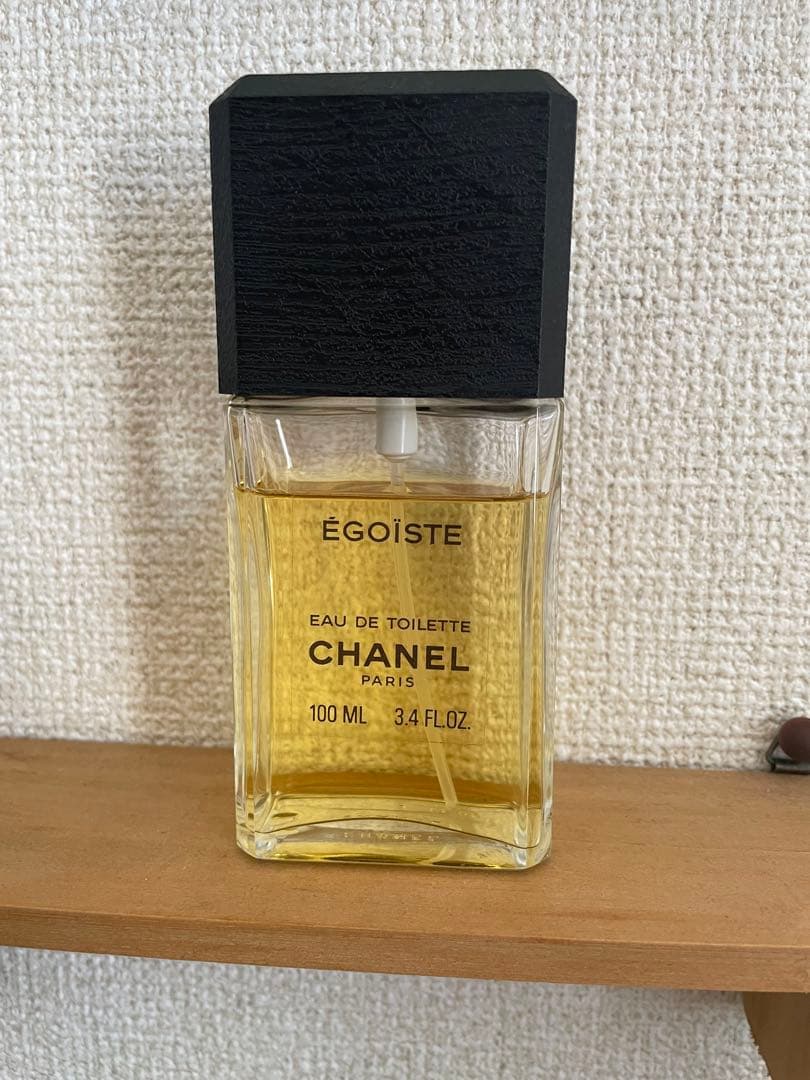 ÉGOÏSTE
EAU DE TOILETTE
CHANEL
PARIS
100 ML 3.4 FL.OZ.